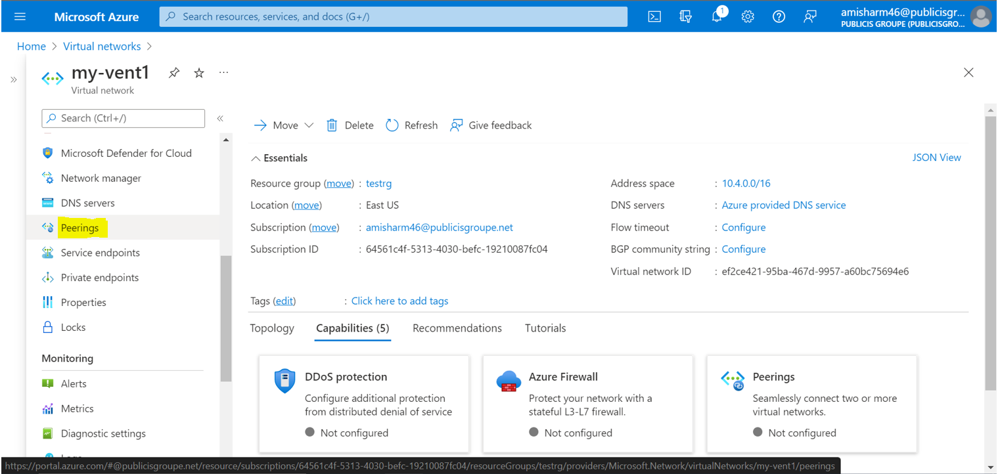 Microsoft Azure
Search resources, services, and docs (G+/)
1
amisharm46@publicisgr...
PUBLICIS GROUPE (PUBLICISGRO...
Home > Virtual networks >
my-vent1
...
Virtual network
Search (Ctrl+/)
Microsoft Defender for Cloud
Network manager
DNS servers
Peerings
Service endpoints
Private endpoints
Properties
Locks
Monitoring
Alerts
Metrics
Diagnostic settings
Move
Delete
Refresh
Give feedback
Essentials
JSON View
Resource group (move) : testrg
Location (move) : East US
Subscription (move) : amisharm46@publicisgroupe.net
Subscription ID : 64561c4f-5313-4030-befc-19210087fc04
Address space : 10.4.0.0/16
DNS servers : Azure provided DNS service
Flow timeout : Configure
BGP community string : Configure
Virtual network ID : ef2ce421-95ba-467d-9957-a60bc75694e6
Tags (edit) : Click here to add tags
Topology
Capabilities (5)
Recommendations
Tutorials
DDoS protection
Configure additional protection
from distributed denial of service
Not configured
Azure Firewall
Protect your network with a
stateful L3-L7 firewall.
Not configured
Peerings
Seamlessly connect two or more
virtual networks.
Not configured
https://portal.azure.com/#@publicisgroupe.net/resource/subscriptions/64561c4f-5313-4030-befc-19210087fc04/resourceGroups/testrg/providers/Microsoft.Network/virtualNetworks/my-vent1/peerings